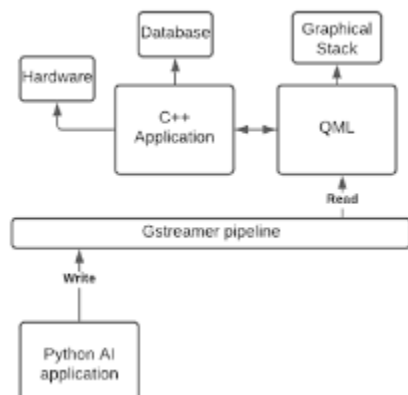 Graphical
Stack
Database
Hardware
C++
Application
QML
Read
Gstreamer pipeline
Write
Python AI
application